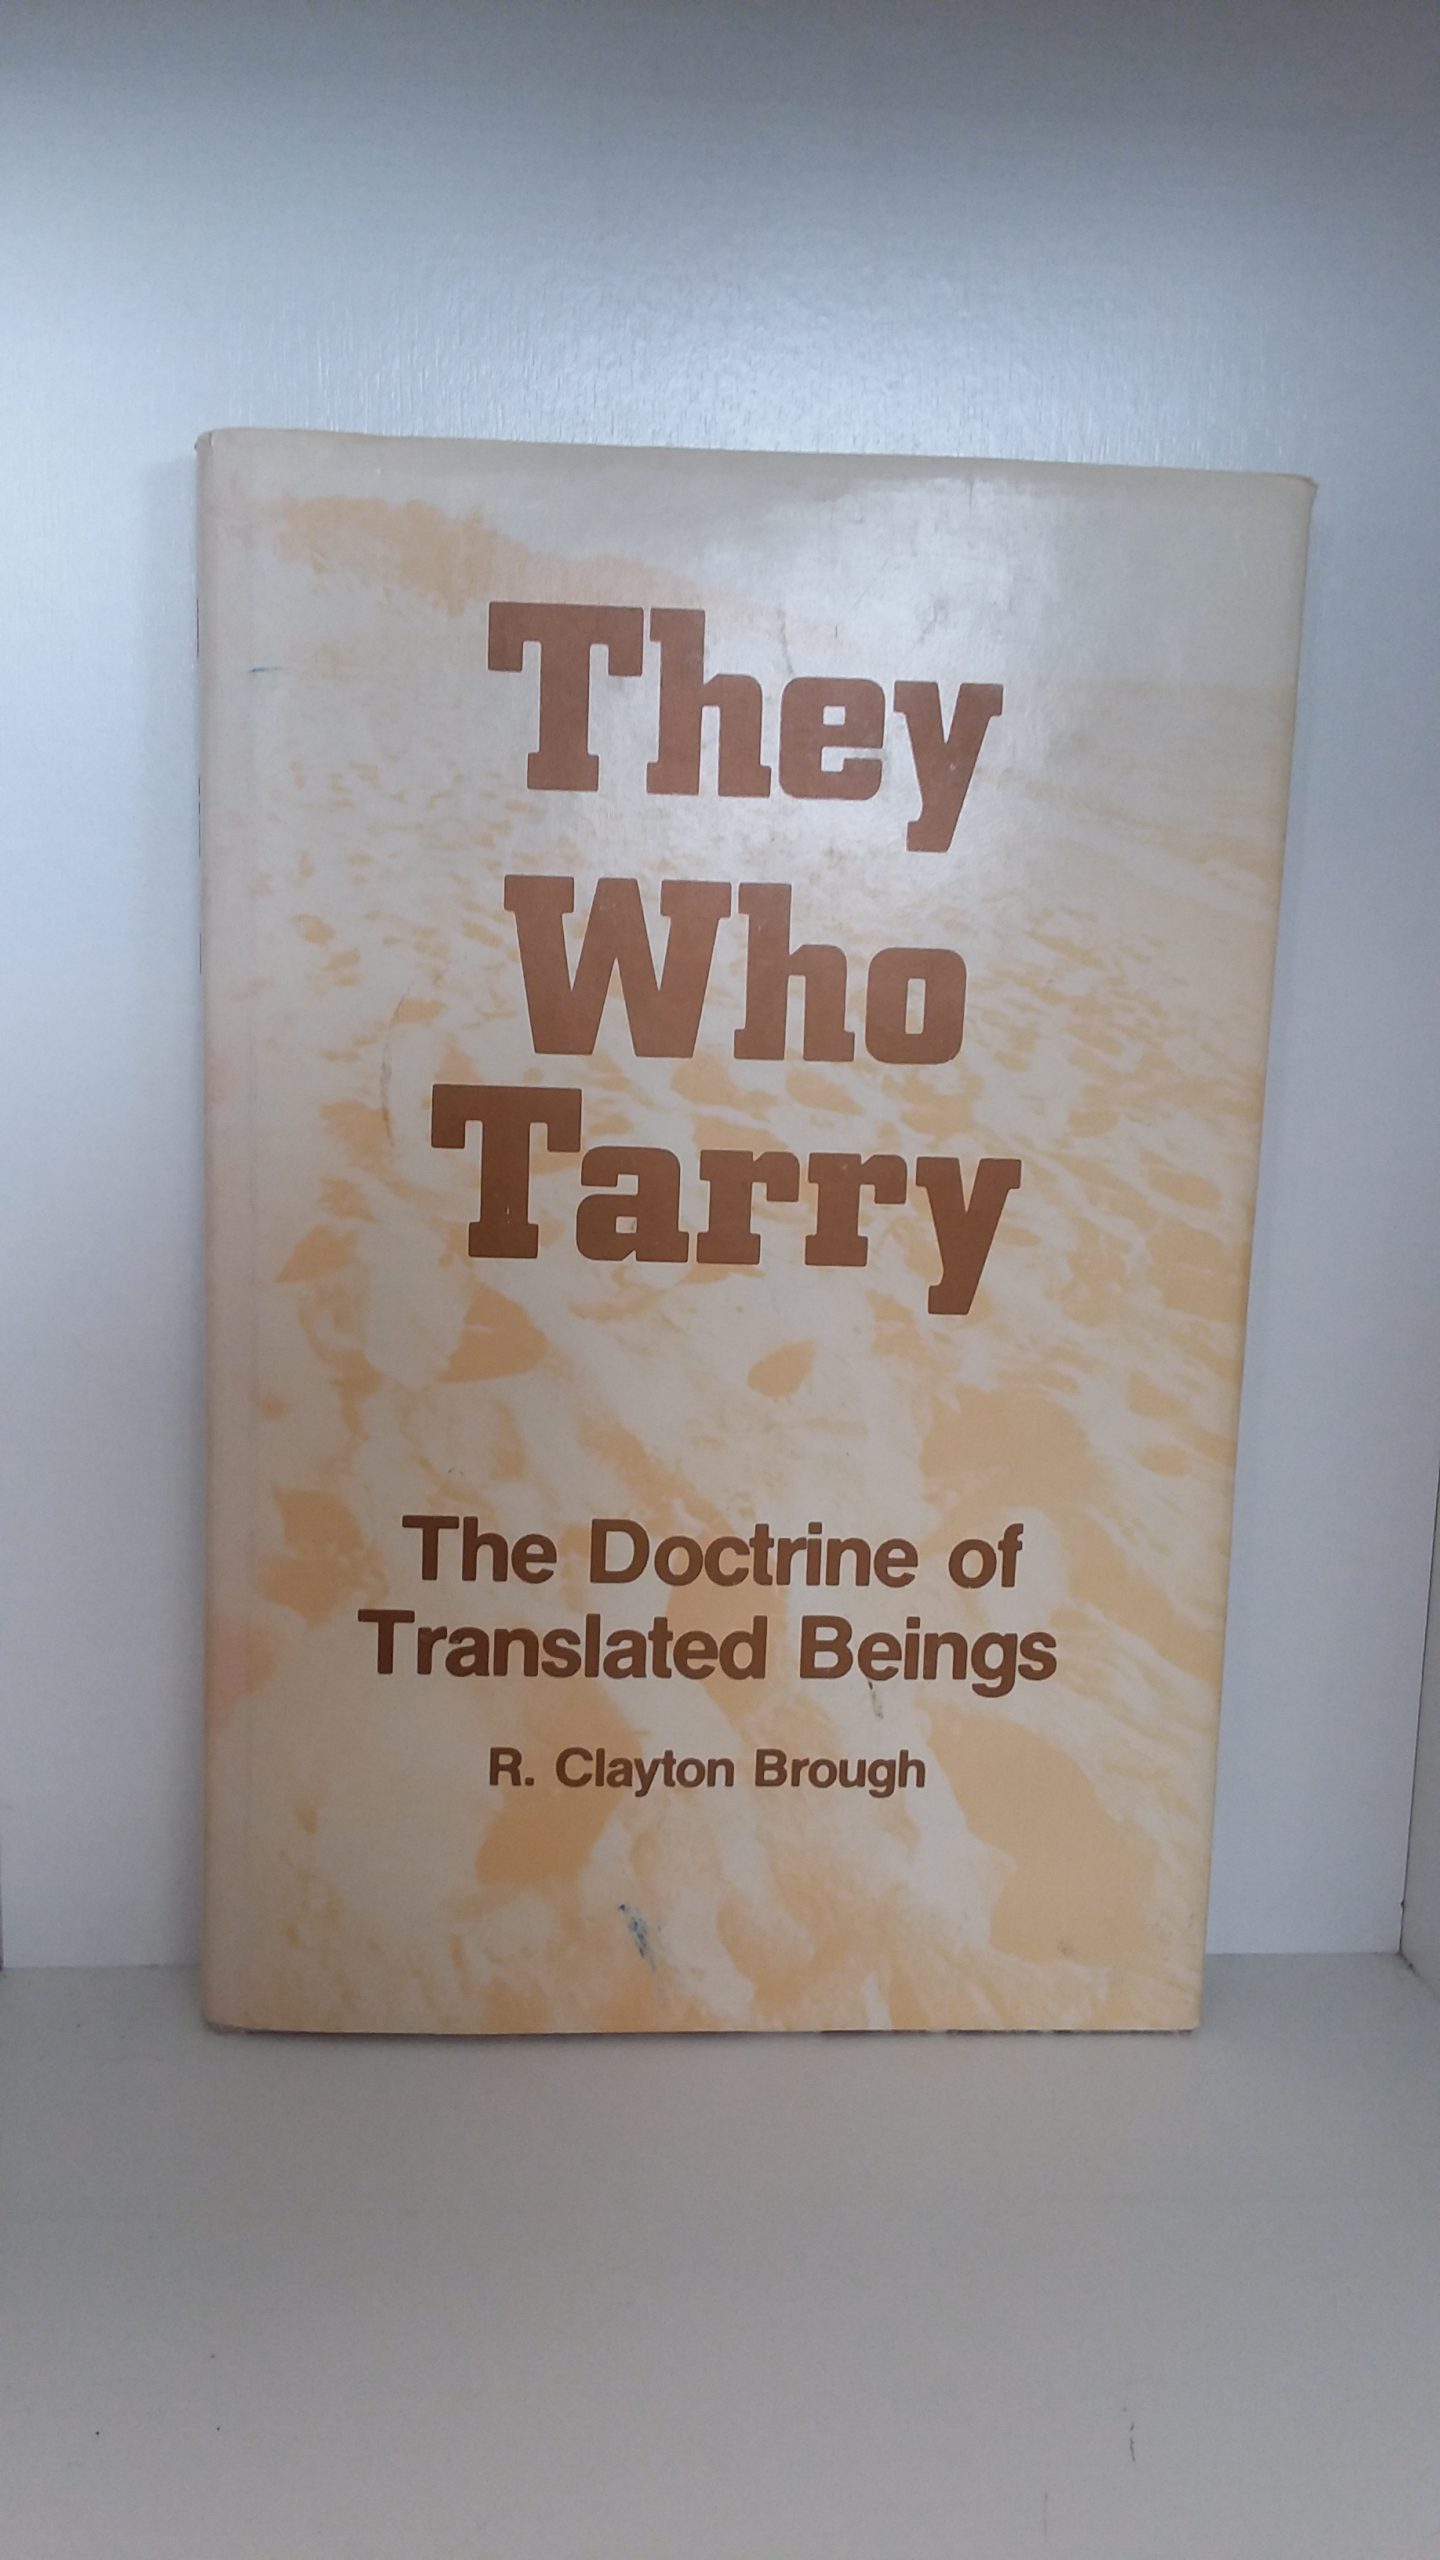 They
Who
Tarry
The Doctrine of
Translated Beings
R. Clayton Brough